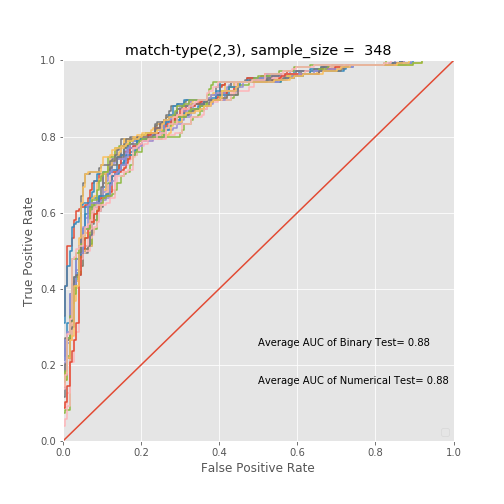 match-type(2,3), sample_size =  348
True Positive Rate
1.0
0.8
0.6
0.4
0.2
0.0
Average AUC of Binary Test= 0.88
Average AUC of Numerical Test= 0.88
0.0 0.2 0.4 0.6 0.8 1.0
False Positive Rate